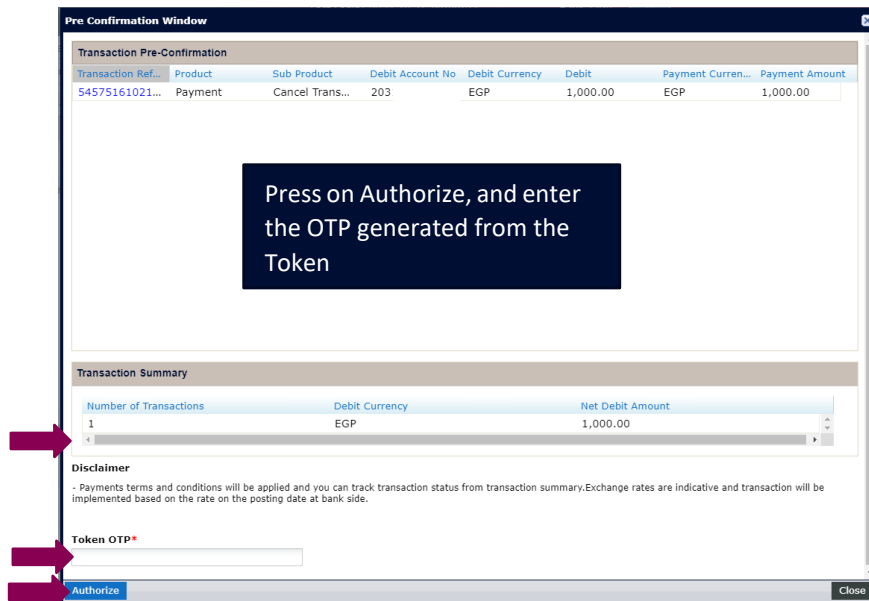 Pre Confirmation Window
Transaction Pre-Confirmation
Transaction Ref... Product Sub Product Debit Account No Debit Currency Debit Payment Curren... Payment Amount
54575161021... Payment Cancel Trans... 203 EGP 1,000.00 EGP 1,000.00
Press on Authorize, and enter
the OTP generated from the
Token
Transaction Summary
Number of Transactions Debit Currency Net Debit Amount
1 EGP 1,000.00
Disclaimer
- Payments terms and conditions will be applied and you can track transaction status from transaction summary.Exchange rates are indicative and transaction will be
implemented based on the rate on the posting date at bank side.
Token OTP*
Authorize Close